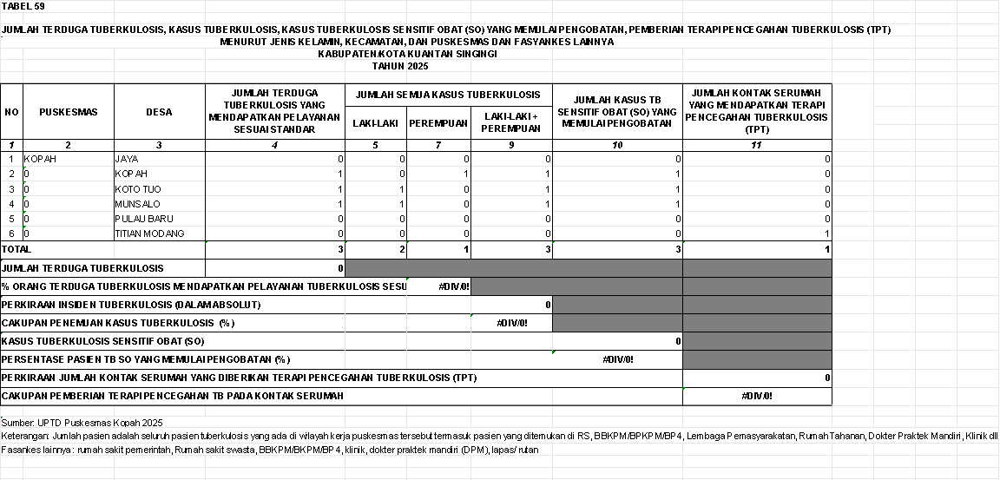 TABEL 59
JUMLAH TERDUGA TUBERKULOSIS, KASUS TUBERKULOSIS, KASUS TUBERKULOSIS SENSITIF OBAT (SO) YANG MEMULAI PENGOBATAN, PEMBERIAN TERAPI PENCEGAHAN TUBERKULOSIS (TPT)
MENURUT JENIS KELAMIN, KECAMATAN, DAN PUSKESMAS DAN FASYANKES LAINNYA
KABUPATEN/KOTA KUANTAN SINGINGI
TAHUN 2025
NO PUSKESMAS DESA JUMLAH TERDUGA TUBERKULOSIS YANG MENDAPATKAN PELAYANAN SESUAI STANDAR JUMLAH SEMUA KASUS TUBERKULOSIS JUMLAH KASUS TB SENSITIF OBAT (SO) YANG MEMULAI PENGOBATAN JUMLAH KONTAK SERUMAH YANG MENDAPATKAN TERAPI PENCEGAHAN TUBERKULOSIS (TPT)
LAKI-LAKI PEREMPUAN LAKI-LAKI + PEREMPUAN
1 2 3 4 5 7 9 10 11
1 KOPAH JAYA 0 0 0 0 0 0
2 0 KOPAH 1 0 1 1 1 0
3 0 KOTO TUO 1 1 0 1 1 0
4 0 MUNSALO 1 1 0 1 1 0
5 0 PULAU BARU 0 0 0 0 0 0
6 0 TITIAN MODANG 0 0 0 0 0 1
TOTAL 3 2 1 3 3 1
JUMLAH TERDUGA TUBERKULOSIS 0
% ORANG TERDUGA TUBERKULOSIS MENDAPATKAN PELAYANAN TUBERKULOSIS SESU #DIV/0!
PERKIRAAN INSIDEN TUBERKULOSIS (DALAM ABSOLUT) 0
CAKUPAN PENEMUAN KASUS TUBERKULOSIS (%) #DIV/0!
KASUS TUBERKULOSIS SENSITIF OBAT (SO) 0
PERSENTASE PASIEN TB SO YANG MEMULAI PENGOBATAN (%) #DIV/0!
PERKIRAAN JUMLAH KONTAK SERUMAH YANG DIBERIKAN TERAPI PENCEGAHAN TUBERKULOSIS (TPT) 0
CAKUPAN PEMBERIAN TERAPI PENCEGAHAN TB PADA KONTAK SERUMAH #DIV/0!
Sumber: UPTD Puskesmas Kopah 2025
Keterangan: Jumlah pasien adalah seluruh pasien tuberkulosis yang ada di wilayah kerja puskesmas tersebut termasuk pasien yang ditemukan di RS, BBKPM/BPKPM/BP4, Lembaga Pemasyarakatan, Rumah Tahanan, Dokter Praktek Mandiri, Klinik dll
Fasankes lainnya : rumah sakit pemerintah, Rumah sakit swasta, BBKPM/BKPM/BP4, klinik, dokter praktek mandiri (DPM), lapas/ rutan